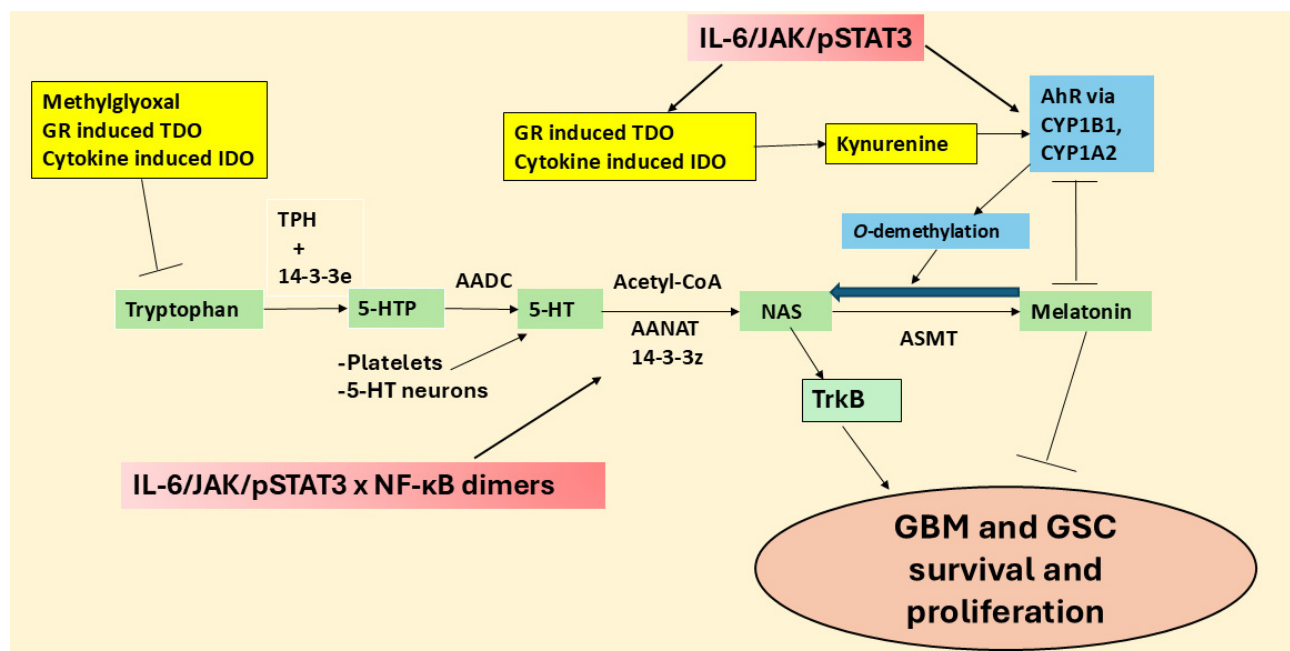 IL-6/JAK/pSTAT3
Methylglyoxal
GR induced TDO
Cytokine induced IDO
GR induced TDO
Cytokine induced IDO
Kynurenine
AhR via
CYP1B1,
CYP1A2
O-demethylation
TPH
+
14-3-3e
AADC
Acetyl-CoA
Tryptophan
5-HTP
5-HT
NAS
Melatonin
AANAT
14-3-3z
ASMT
-Platelets
-5-HT neurons
TrkB
IL-6/JAK/pSTAT3 x NF-κB dimers
GBM and GSC
survival and
proliferation